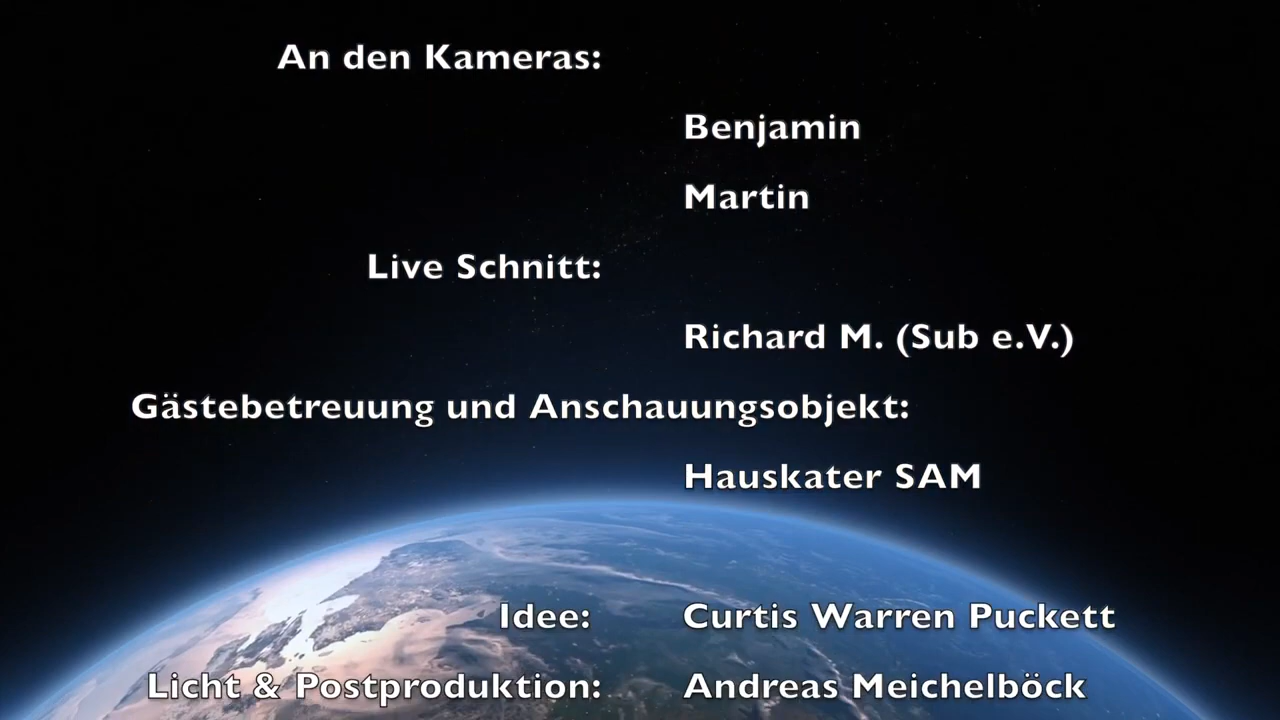 An den Kameras:
Benjamin
Martin
Live Schnitt:
Richard M. (Sub e.V.)
Gästebetreuung und Anschauungsobjekt:
Hauskater SAM
Idee: Curtis Warren Puckett
Licht & Postproduktion: Andreas Meichelböck